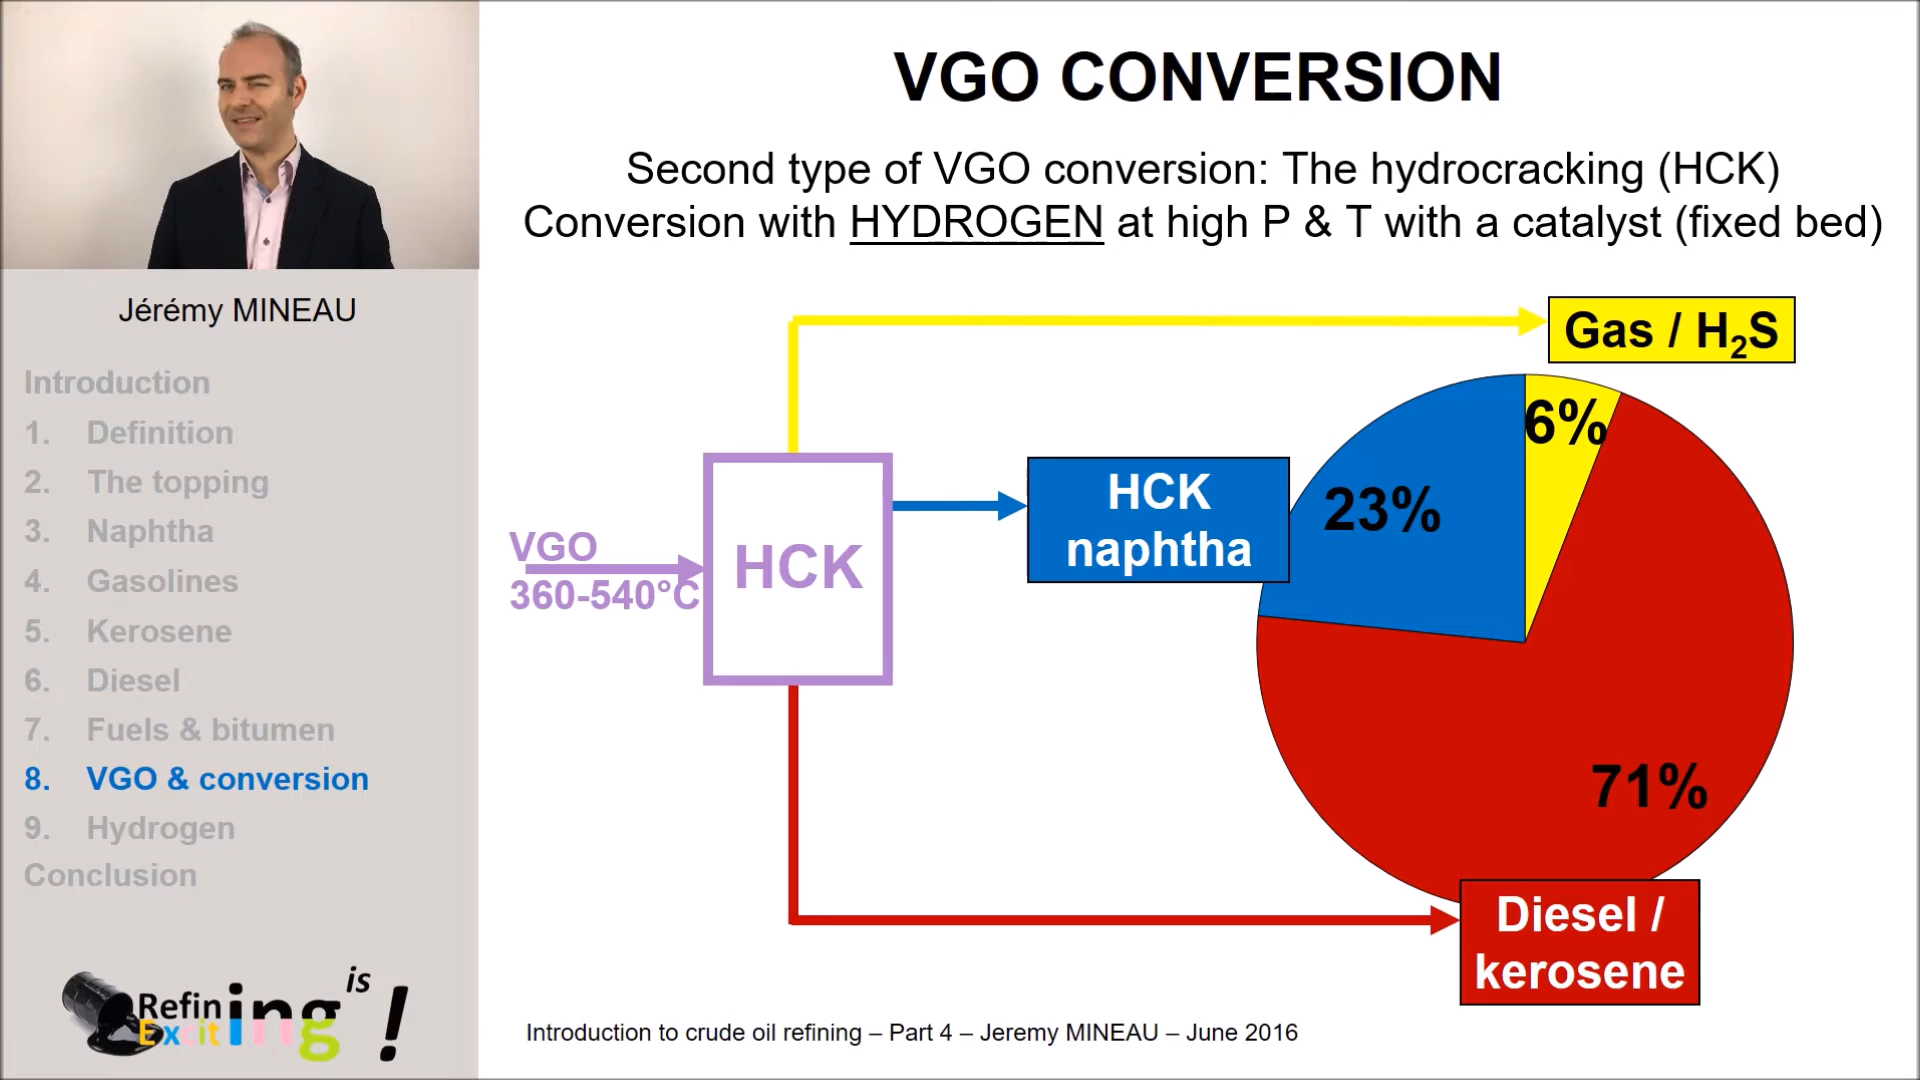 VGO CONVERSION
Second type of VGO conversion: The hydrocracking (HCK)
Conversion with HYDROGEN at high P & T with a catalyst (fixed bed)
Jérémy MINEAU
Introduction
1. Definition
2. The topping
3. Naphtha
4. Gasolines
5. Kerosene
6. Diesel
7. Fuels & bitumen
8. VGO & conversion
9. Hydrogen
Conclusion
Refining is
Exciting !
Gas / H₂S
6%
23%
HCK
naphtha
VGO
360-540°C
HCK
71%
Diesel /
kerosene
Introduction to crude oil refining – Part 4 – Jeremy MINEAU – June 2016